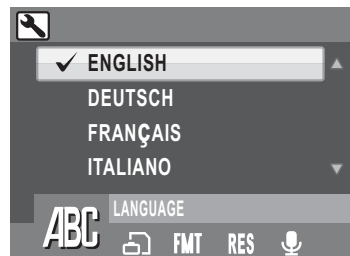 ENGLISH
DEUTSCH
FRANÇAIS
ITALIANO
LANGUAGE
ABC
FMT RES